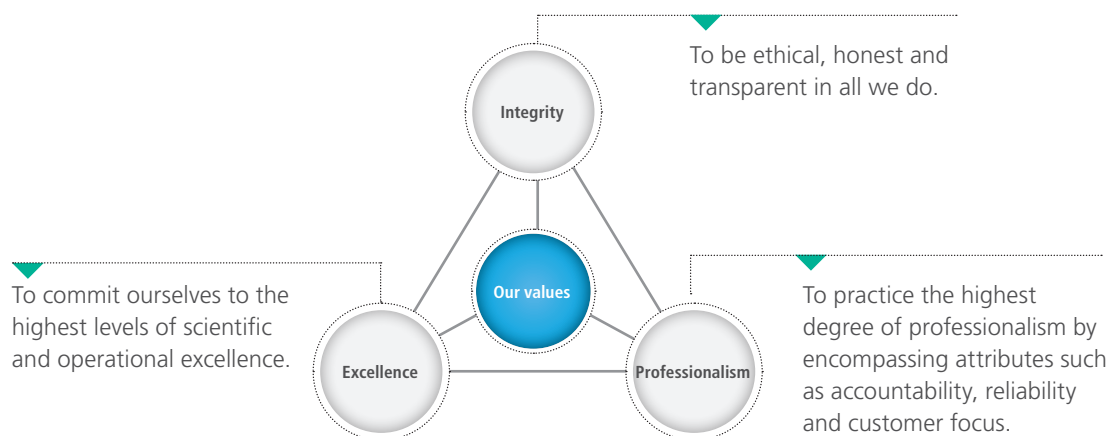 To be ethical, honest and
transparent in all we do.
Integrity
Our values
To commit ourselves to the
highest levels of scientific
and operational excellence.
Excellence
Professionalism
To practice the highest
degree of professionalism by
encompassing attributes such
as accountability, reliability
and customer focus.